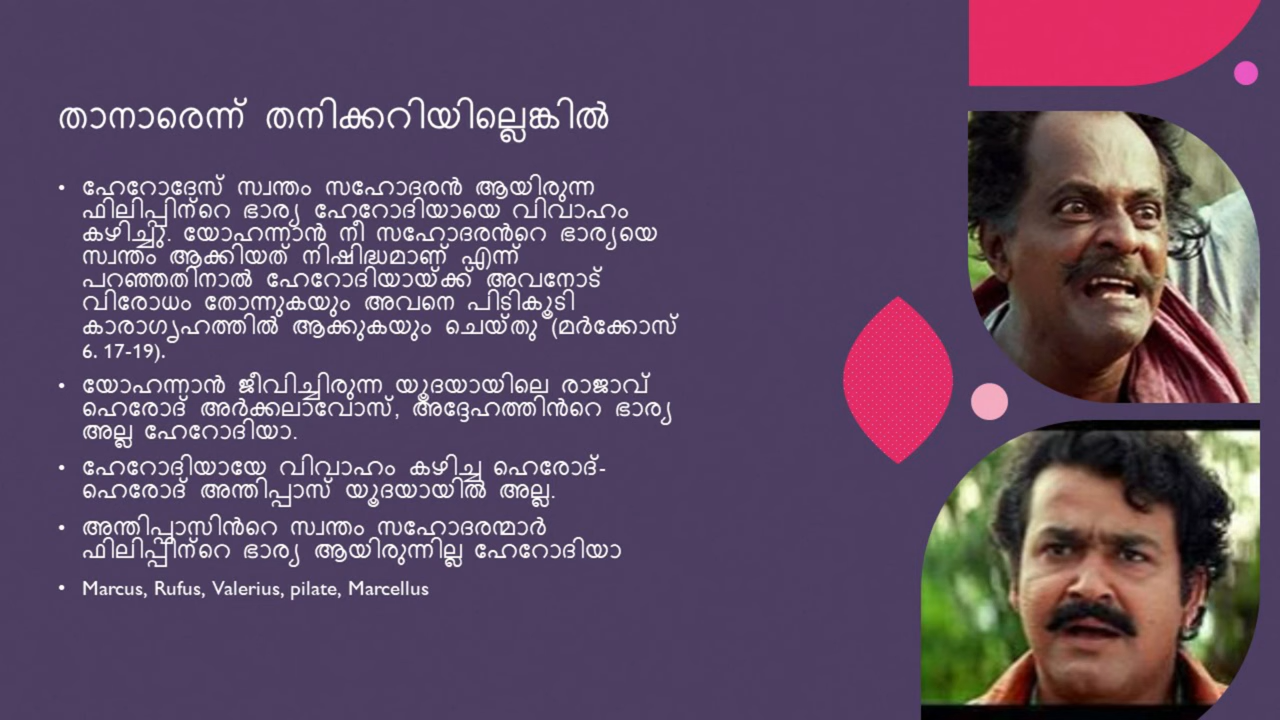 താനാരെന്ന് തനിക്കറിയില്ലെങ്കിൽ
• ഹേറോദേസ് സ്വന്തം സഹോദരൻ ആയിരുന്ന
ഫിലിപ്പിന്റെ ഭാര്യ ഹേറോദിയായെ വിവാഹം
കഴിച്ചു. യോഹന്നാൻ നീ സഹോദരൻറെ ഭാര്യയെ
സ്വന്തം ആക്കിയത് നിഷിദ്ധമാണ് എന്ന്
പറഞ്ഞതിനാൽ ഹേറോദിയായ്ക്ക് അവനോട്
വിരോധം തോന്നുകയും അവനെ പിടികൂടി
കാരാഗൃഹത്തിൽ ആക്കുകയും ചെയ്തു (മർക്കോസ്
6. 17-19).
• യോഹന്നാൻ ജീവിച്ചിരുന്ന യൂദയായിലെ രാജാവ്
ഹെരോദ് അർക്കലാവോസ്, അദ്ദേഹത്തിൻറെ ഭാര്യ
അല്ല ഹേറോദിയാ.
• ഹേറോദിയായേ വിവാഹം കഴിച്ച ഹെരോദ്-
ഹെരോദ് അന്തിപ്പാസ് യൂദയായിൽ അല്ല.
• അന്തിപ്പാസിൻറെ സ്വന്തം സഹോദരന്മാർ
ഫിലിപ്പീന്റെ ഭാര്യ ആയിരുന്നില്ല ഹേറോദിയാ
• Marcus, Rufus, Valerius, pilate, Marcellus